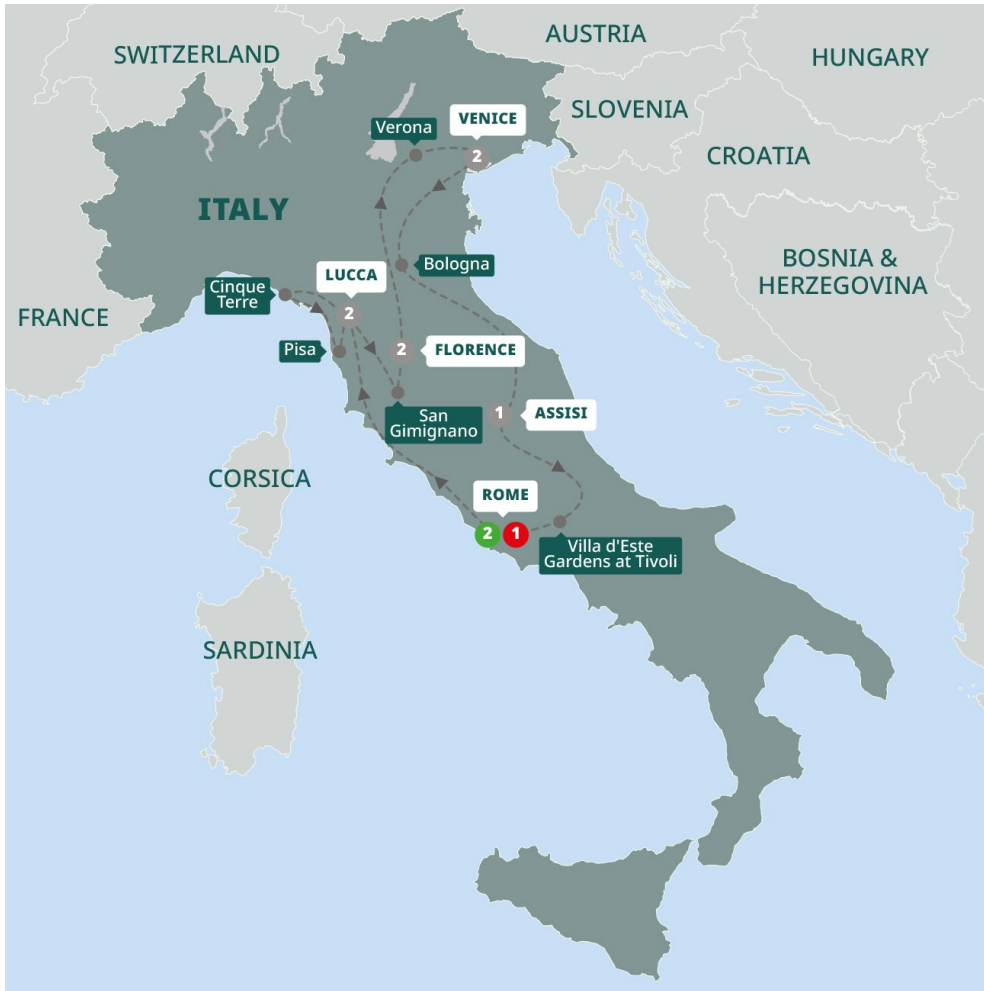 AUSTRIA
SWITZERLAND
HUNGARY
SLOVENIA
VENICE
Verona
2
CROATIA
ITALY
BOSNIA &
HERZEGOVINA
Bologna
LUCCA
Cinque
Terre
2
FRANCE
Pisa
2
FLORENCE
San
Gimignano
1
ASSISI
CORSICA
ROME
2
1
Villa d'Este
Gardens at Tivoli
SARDINIA